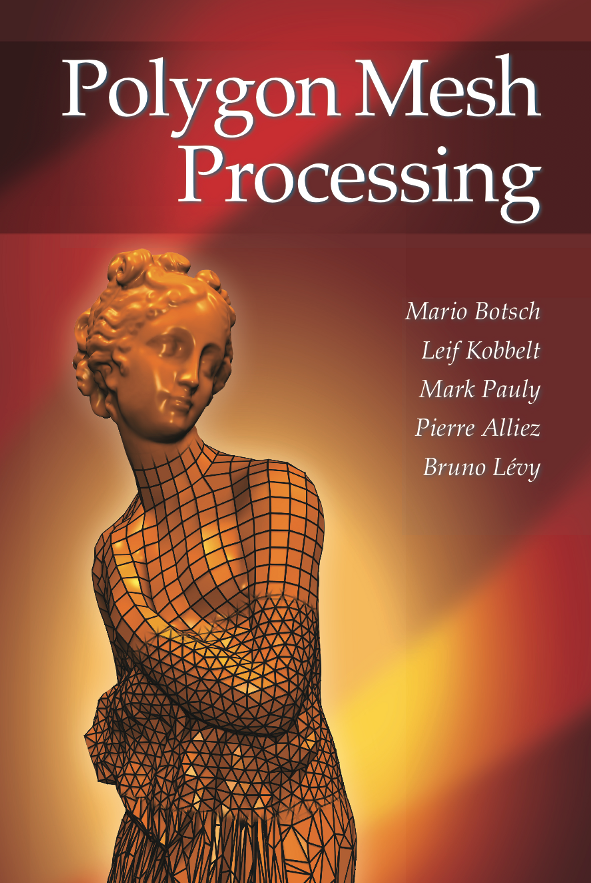 Polygon Mesh
Processing
Mario Botsch
Leif Kobbelt
Mark Pauly
Pierre Alliez
Bruno Lévy